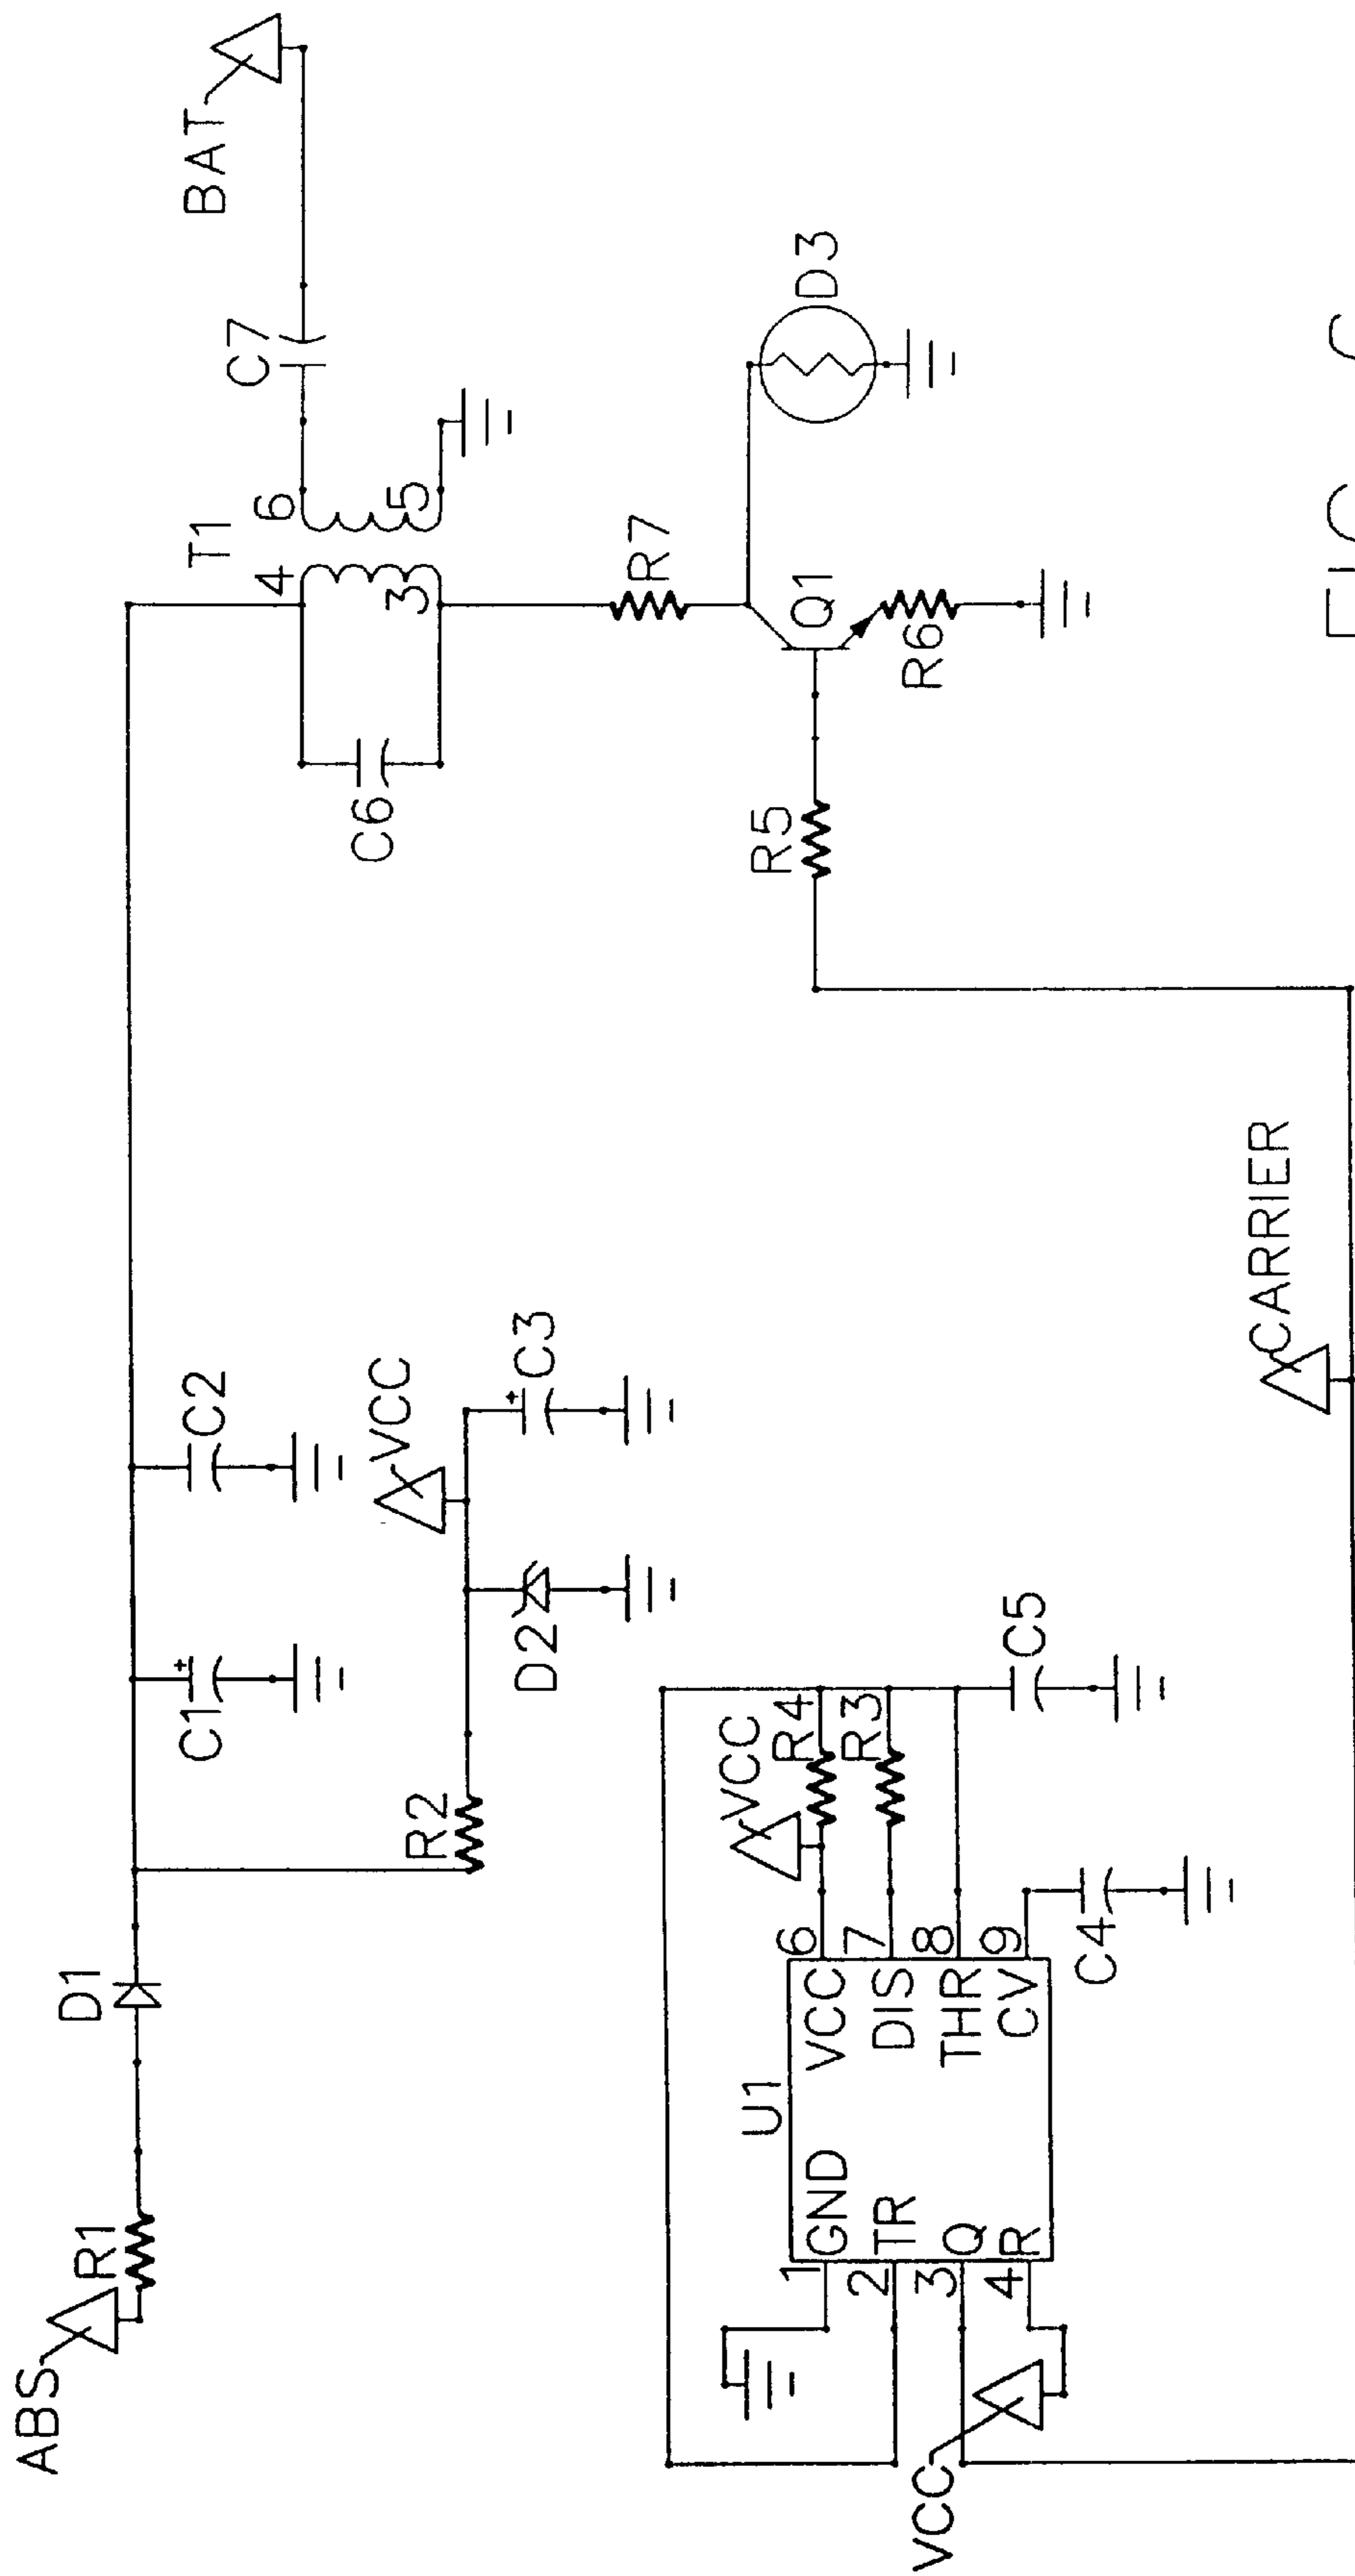 ABS
R1
D1
C1
+
C2
R2
D2
VCC
C3
+
T1
4
6
3
5
C6
C7
BAT
R7
Q1
D3
R5
R6
U1
1
GND
2
TR
3
Q
4
R
VCC
VCC
6
DIS
7
THR
8
CV
9
VCC
R4
R3
C5
C4
CARRIER